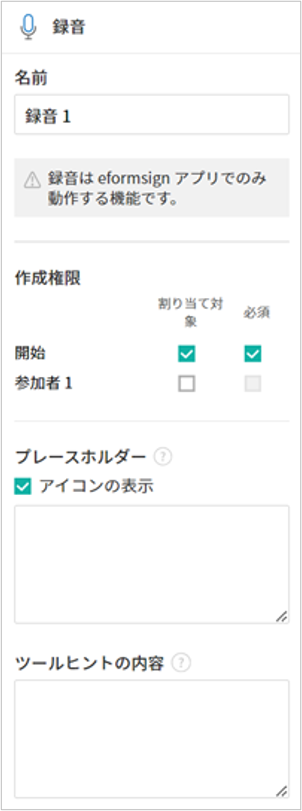 録音
名前
録音 1
録音は eformsign アプリでのみ
動作する機能です。
作成権限
割り当て対
象
必須
開始
参加者 1
プレースホルダー ?
アイコンの表示
ツールヒントの内容 ?